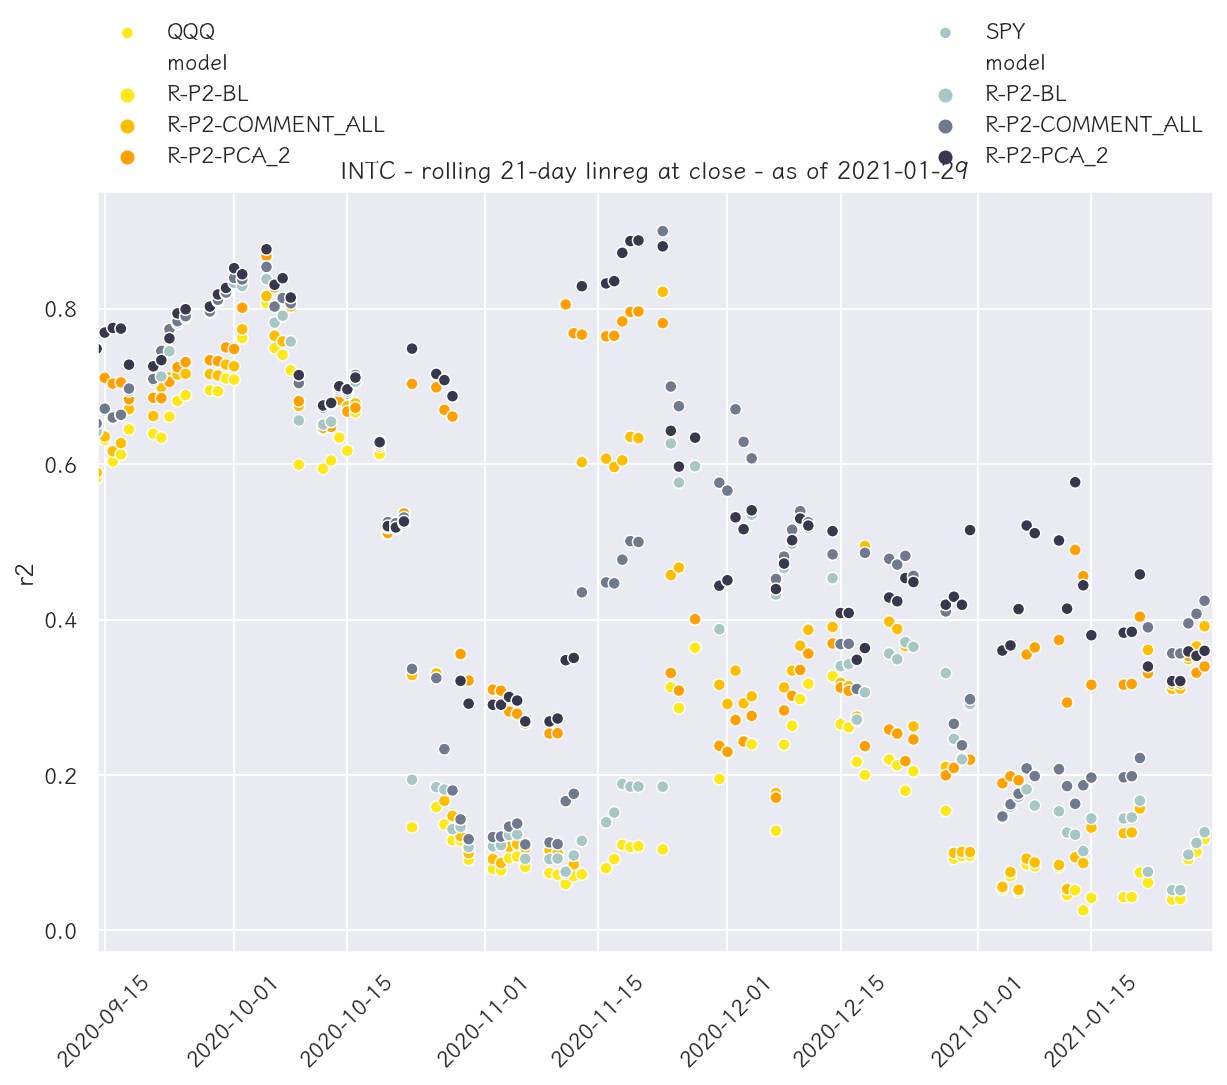 QQQ
model
R-P2-BL
R-P2-COMMENT_ALL
R-P2-PCA_2
SPY
model
R-P2-BL
R-P2-COMMENT_ALL
R-P2-PCA_2
INTC - rolling 21-day linreg at close - as of 2021-01-29
r2
0.8
0.6
0.4
0.2
0.0
2020-09-15
2020-10-01
2020-10-15
2020-11-01
2020-11-15
2020-12-01
2020-12-15
2021-01-01
2021-01-15